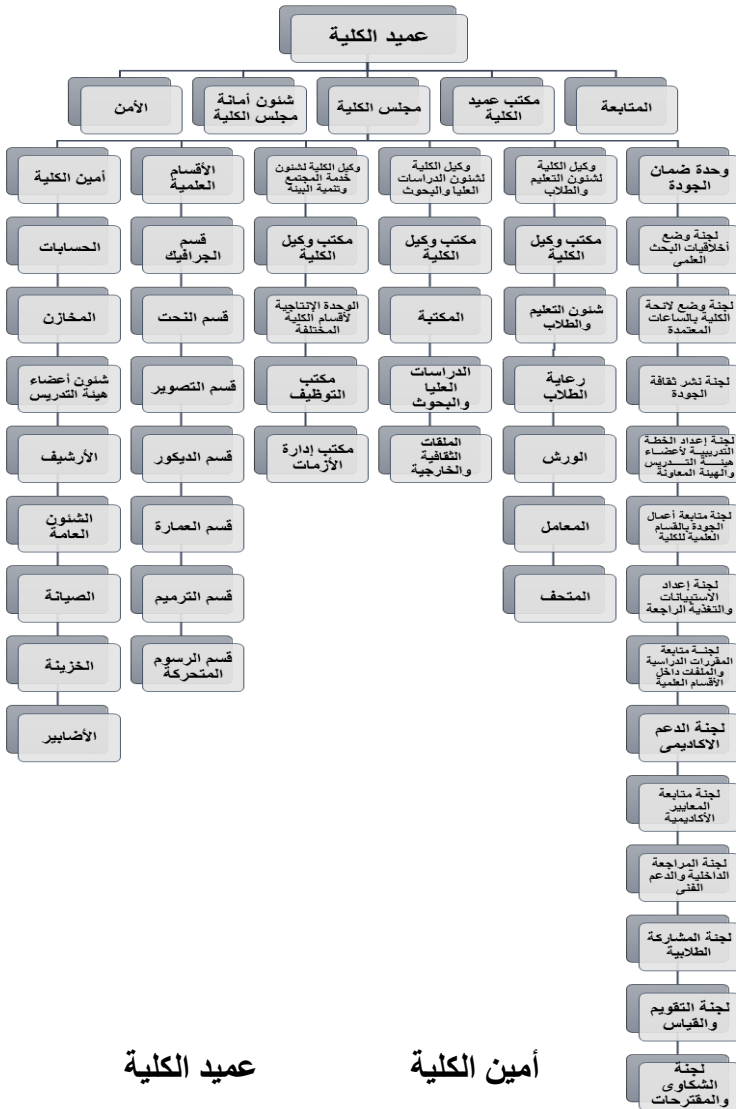 عميد الكلية
المتابعة
مكتب عميد
الكلية
مجلس الكلية
شئون أمانة
مجلس الكلية
الأمن
وحدة ضمان
الجودة
لجنة وضع
أخلاقيات البحث
العلمى
لجنة وضع لائحة
الكلية بالساعات
المعتمدة
لجنة نشر ثقافة
الجودة
لجنة إعداد الخطة
التدريبية لأعضاء
هيئة التدريس
والهيئة المعاونة
لجنة متابعة أعمال
الجودة بالقسام
العلمية للكلية
لجنة إعداد
الاستبيانات
والتغذية الراجعة
لجنة متابعة
المقررات الدراسية
والملفات داخل
الأقسام العلمية
لجنة الدعم
الاكاديمى
لجنة متابعة
المعايير
الأكاديمية
لجنة المراجعة
الداخلية والدعم
الفنى
لجنة المشاركة
الطلابية
لجنة التقويم
والقياس
لجنة
الشكاوى
والمقترحات
وكيل الكلية
لشئون التعليم
والطلاب
مكتب وكيل
الكلية
شئون التعليم
والطلاب
رعاية
الطلاب
الورش
المعامل
المتحف
وكيل الكلية
لشئون الدراسات
العليا والبحوث
مكتب وكيل
الكلية
المكتبة
الدراسات
العليا
والبحوث
الملقات
الثقافية
والخارجية
وكيل الكلية لشئون
خدمة المجتمع
وتنمية البيئة
مكتب وكيل
الكلية
الوحدة الإنتاجية
لأقسام الكلية
المختلفة
مكتب
التوظيف
مكتب إدارة
الأزمات
الأقسام
العلمية
قسم
الجرافيك
قسم النحت
قسم التصوير
قسم الديكور
قسم العمارة
قسم الترميم
قسم الرسوم
المتحركة
أمين الكلية
الحسابات
المخازن
شئون أعضاء
هيئة التدريس
الأرشيف
الشئون
العامة
الصيانة
الخزينة
الأضابير
أمين الكلية
عميد الكلية